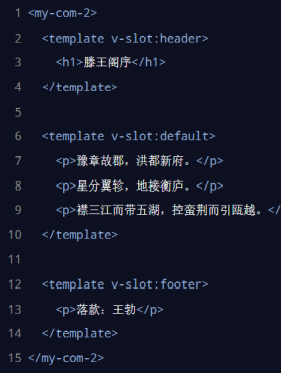 1 <my-com-2>
2 <template v-slot:header>
3 <h1>滕王阁序</h1>
4 </template>
5
6 <template v-slot:default>
7 <p>豫章故郡，洪都新府。</p>
8 <p>星分翼轸，地接衡庐。</p>
9 <p>襟三江而带五湖，控蛮荆而引瓯越。</
10 </template>
11
12 <template v-slot:footer>
13 <p>落款：王勃</p>
14 </template>
15 </my-com-2>